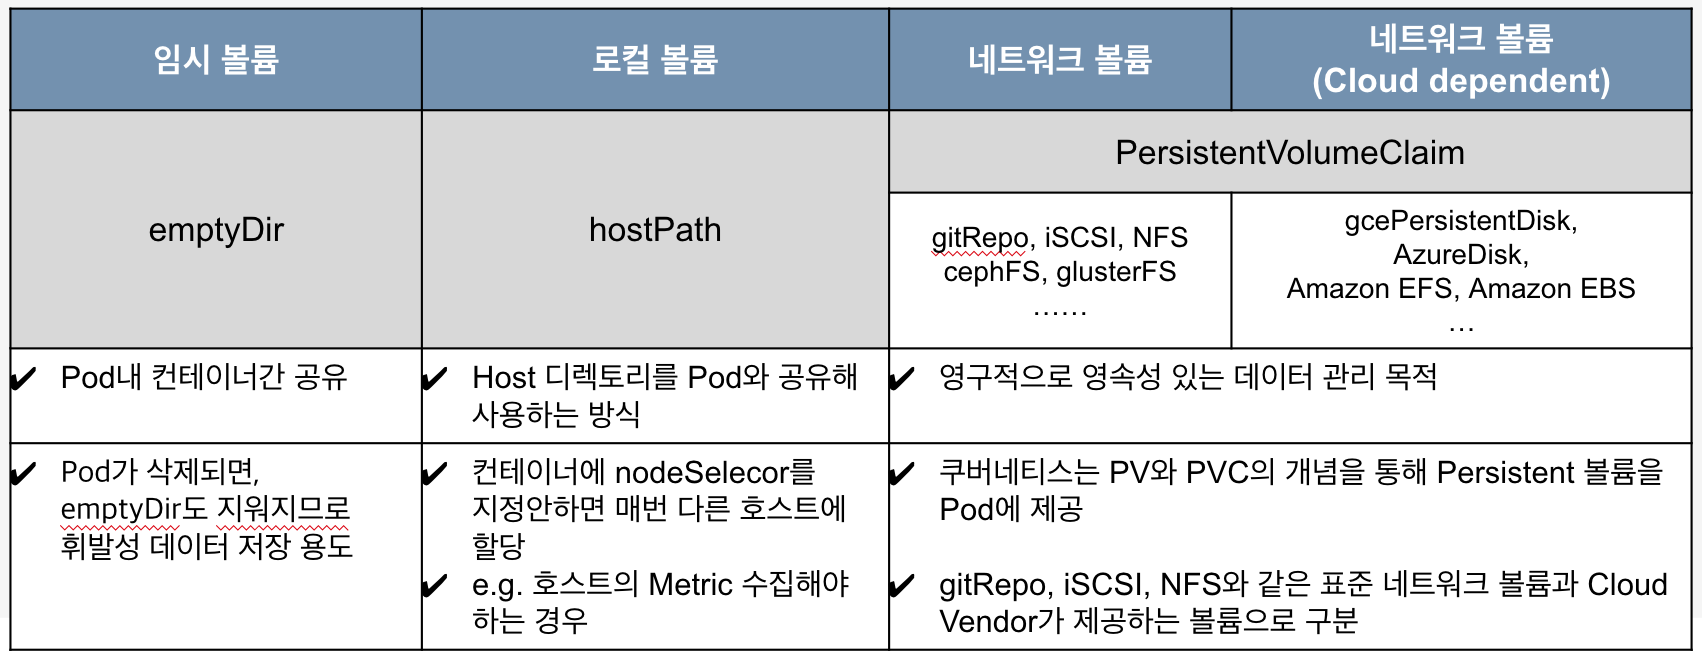 임시 볼륨
로컬 볼륨
네트워크 볼륨
네트워크 볼륨
(Cloud dependent)
emptyDir
hostPath
PersistentVolumeClaim
gitRepo, iSCSI, NFS
cephFS, glusterFS
……
gcePersistentDisk,
AzureDisk,
Amazon EFS, Amazon EBS
…
✔ Pod내 컨테이너간 공유
✔ Host 디렉토리를 Pod와 공유해
사용하는 방식
✔ 영구적으로 영속성 있는 데이터 관리 목적
✔ Pod가 삭제되면,
emptyDir도 지워지므로
휘발성 데이터 저장 용도
✔ 컨테이너에 nodeSelecor를
지정안하면 매번 다른 호스트에
할당
✔ e.g. 호스트의 Metric 수집해야
하는 경우
✔ 쿠버네티스는 PV와 PVC의 개념을 통해 Persistent 볼륨을
Pod에 제공
✔ gitRepo, iSCSI, NFS와 같은 표준 네트워크 볼륨과 Cloud
Vendor가 제공하는 볼륨으로 구분